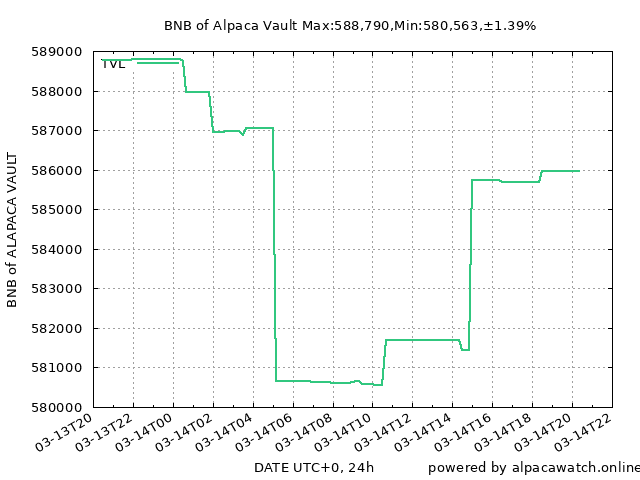 BNB of Alpaca Vault Max:588,790,Min:580,563,±1.39%
BNB of ALAPACA VAULT
589000
588000
587000
586000
585000
584000
583000
582000
581000
580000
TVL
03-13T20
03-13T22
03-14T00
03-14T02
03-14T04
03-14T06
03-14T08
03-14T10
03-14T12
03-14T14
03-14T16
03-14T18
03-14T20
03-14T22
DATE UTC+0, 24h
powered by alpacawatch.online